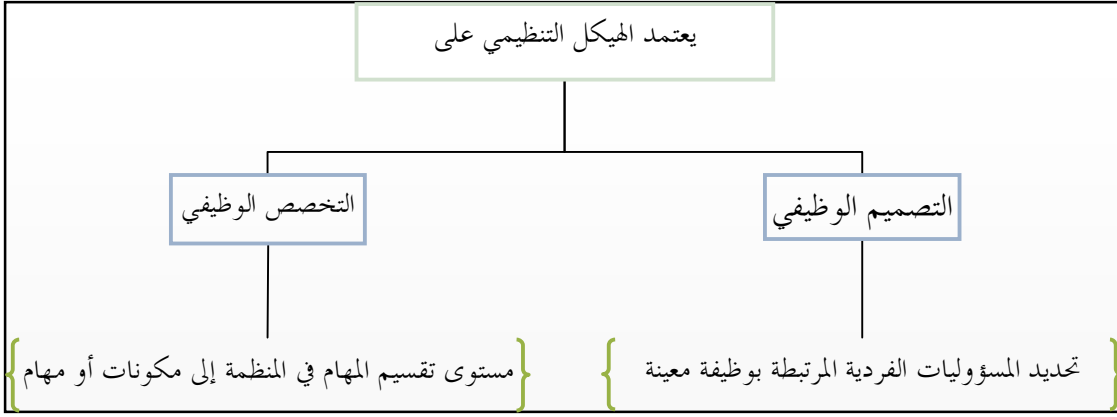 يعتمد الهيكل التنظيمي على
التصميم الوظيفي
التخصص الوظيفي
تحديد المسؤوليات الفردية المرتبطة بوظيفة معينة
مستوى تقسيم المهام في المنظمة إلى مكونات أو مهام